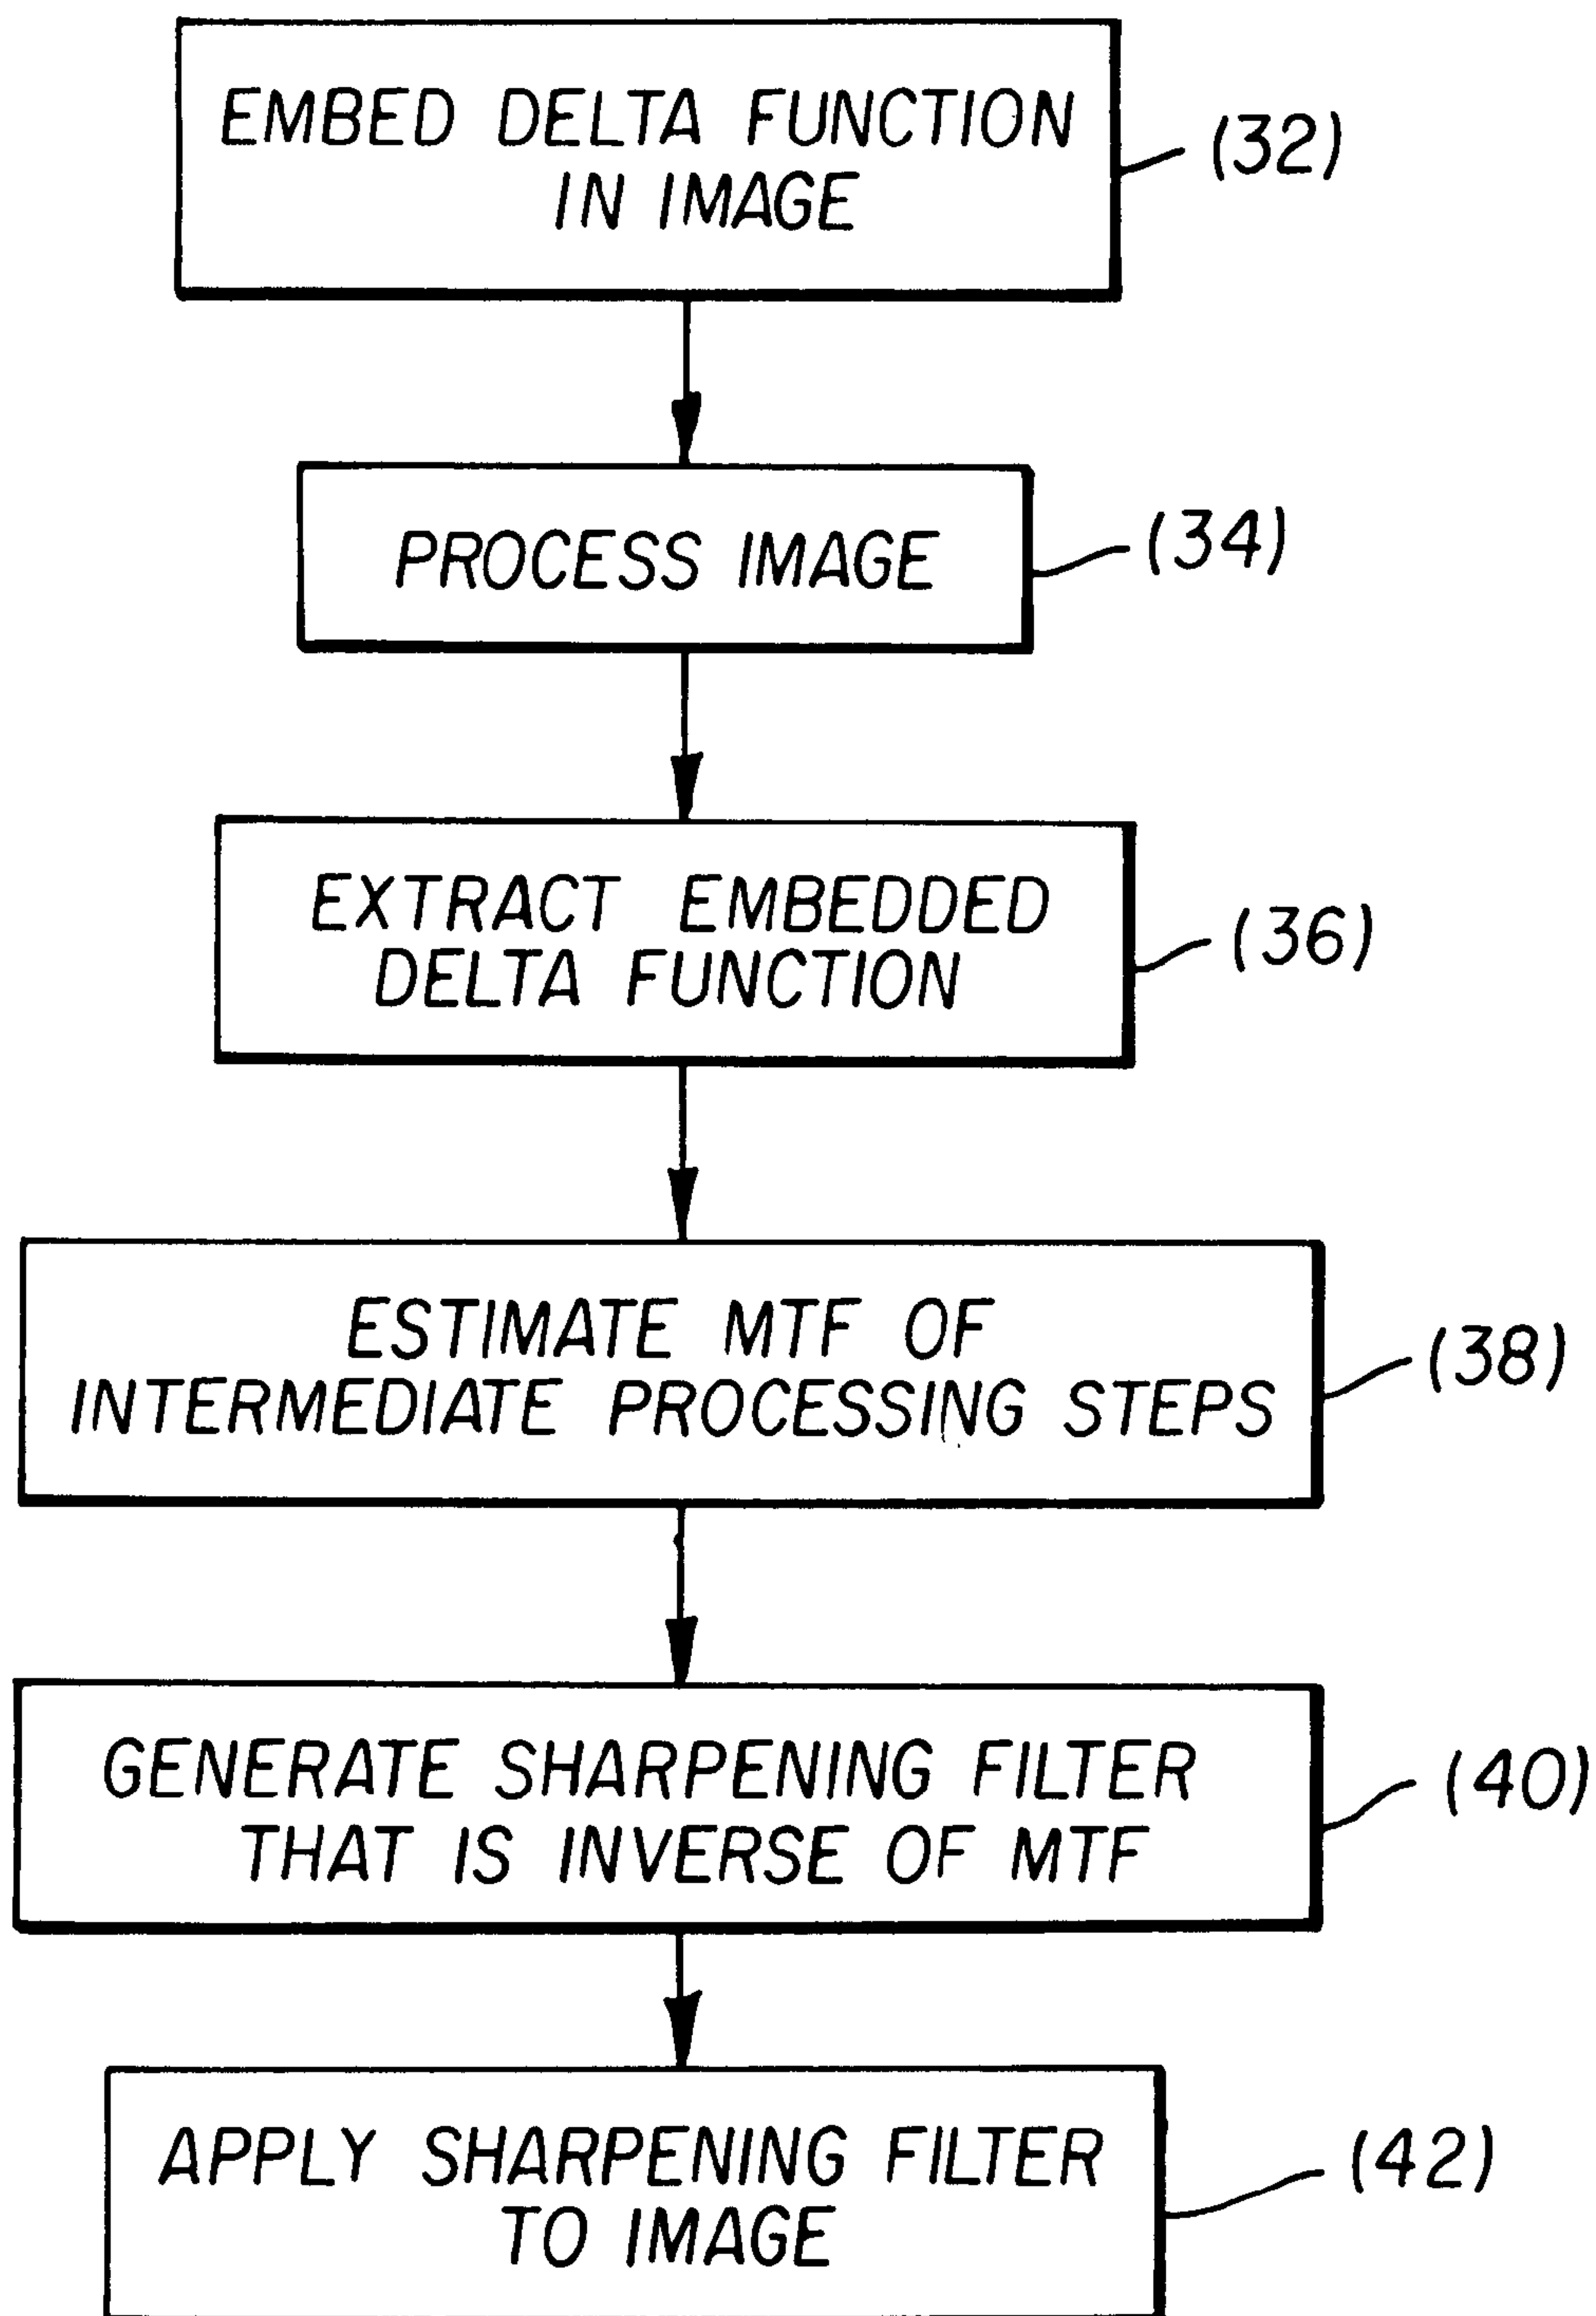 EMBED DELTA FUNCTION
IN IMAGE
(32)
PROCESS IMAGE
(34)
EXTRACT EMBEDDED
DELTA FUNCTION
(36)
ESTIMATE MTF OF
INTERMEDIATE PROCESSING STEPS
(38)
GENERATE SHARPENING FILTER
THAT IS INVERSE OF MTF
(40)
APPLY SHARPENING FILTER
TO IMAGE
(42)